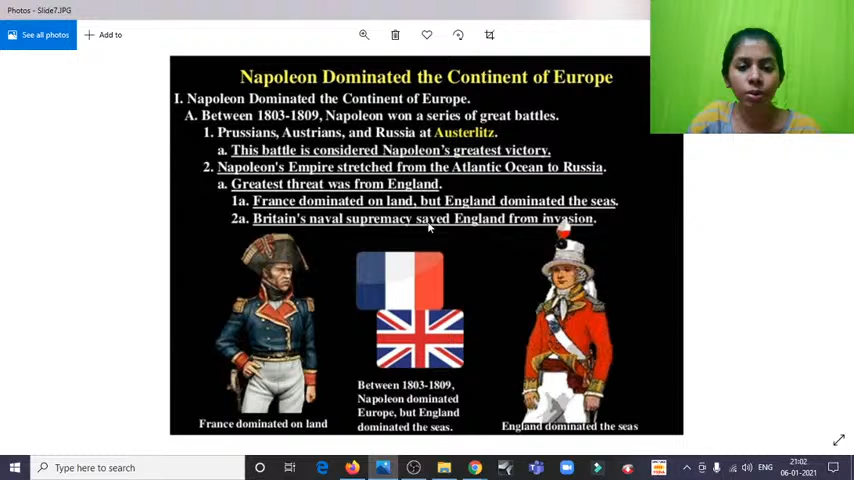 Photos - Slide7.JPG
See all photos
Add to
Napoleon Dominated the Continent of Europe
I. Napoleon Dominated the Continent of Europe.
A. Between 1803-1809, Napoleon won a series of great battles.
1. Prussians, Austrians, and Russia at Austerlitz.
a. This battle is considered Napoleon's greatest victory.
2. Napoleon's Empire stretched from the Atlantic Ocean to Russia.
a. Greatest threat was from England.
1a. France dominated on land, but England dominated the seas.
2a. Britain's naval supremacy saved England from invasion.
Between 1803-1809,
Napoleon dominated
Europe, but England
dominated the seas.
France dominated on land
England dominated the seas
Type here to search
ENG
21:02
06-01-2021